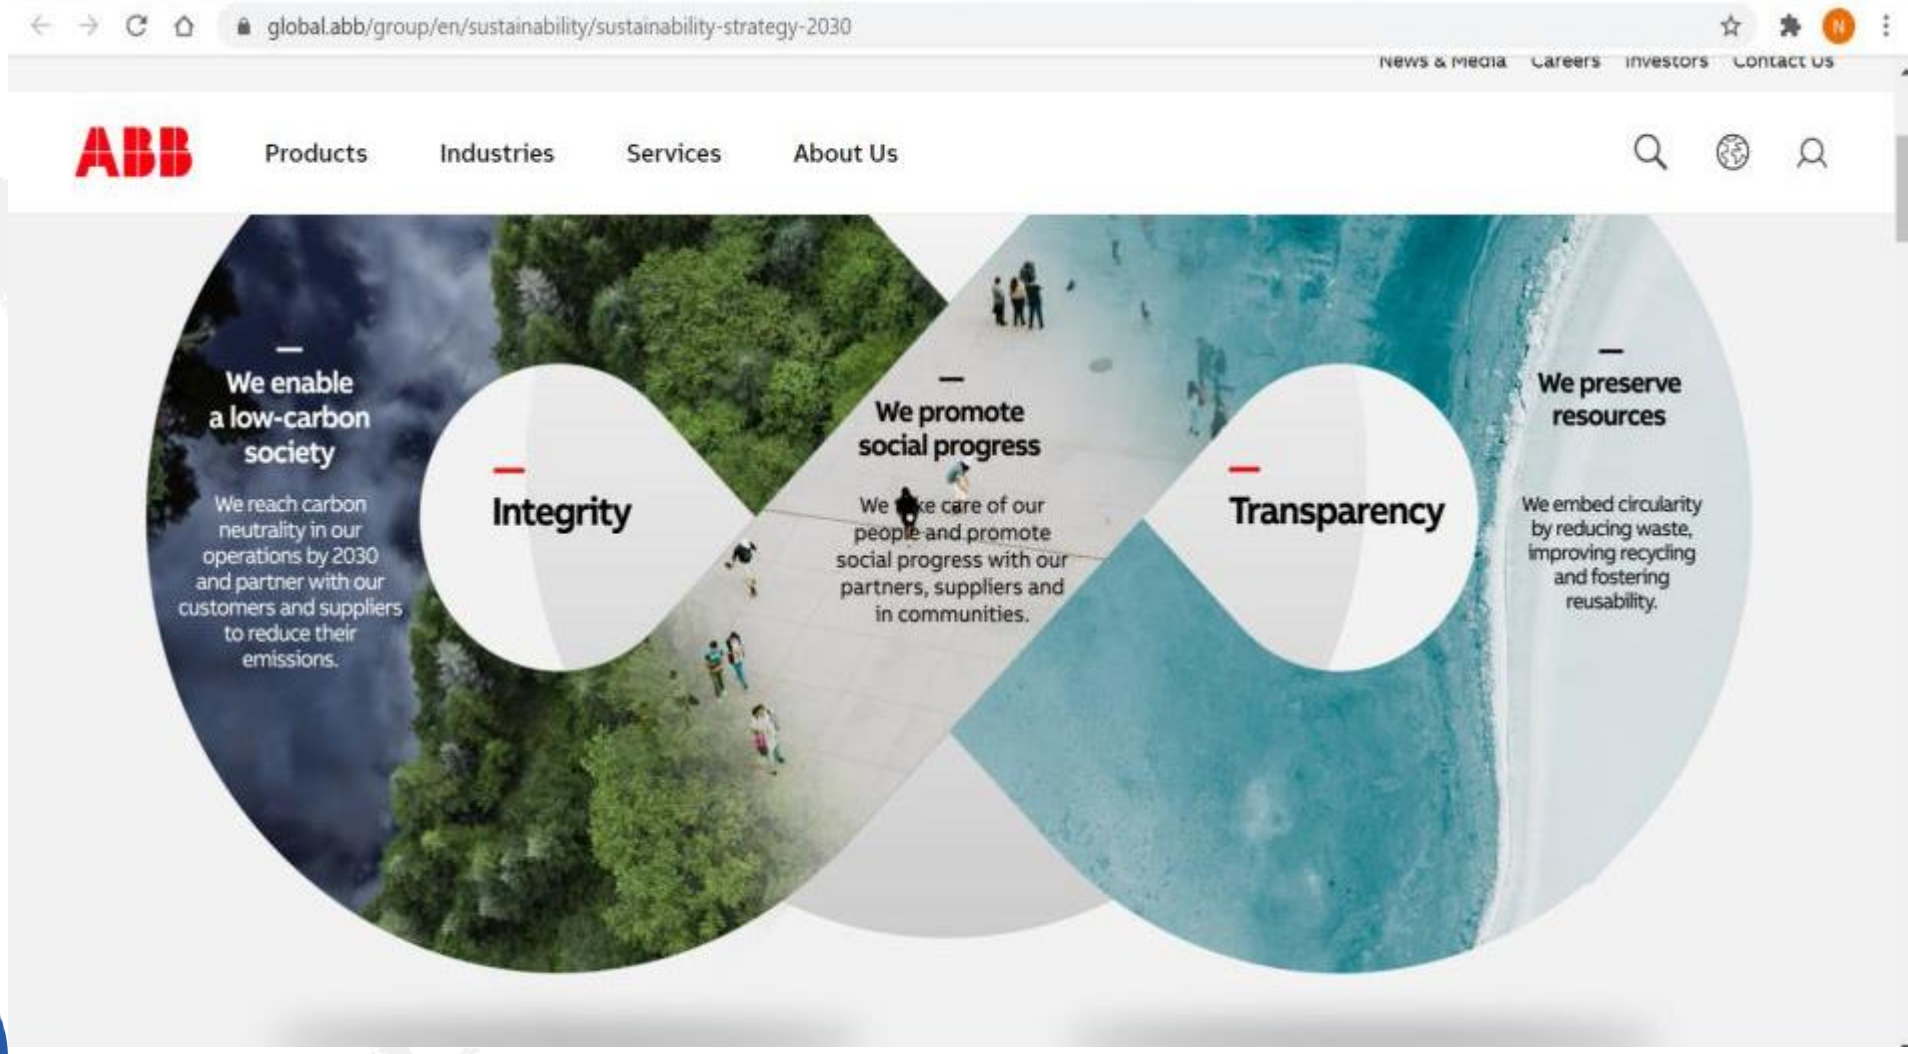 global.abb/group/en/sustainability/sustainability-strategy-2030
N
News & Media Careers Investors Contact Us
ABB Products Industries Services About Us
We enable
a low-carbon
society
We reach carbon
neutrality in our
operations by 2030
and partner with our
customers and suppliers
to reduce their
emissions.
Integrity
We promote
social progress
We take care of our
people and promote
social progress with our
partners, suppliers and
in communities.
Transparency
We preserve
resources
We embed circularity
by reducing waste,
improving recycling
and fostering
reusability.